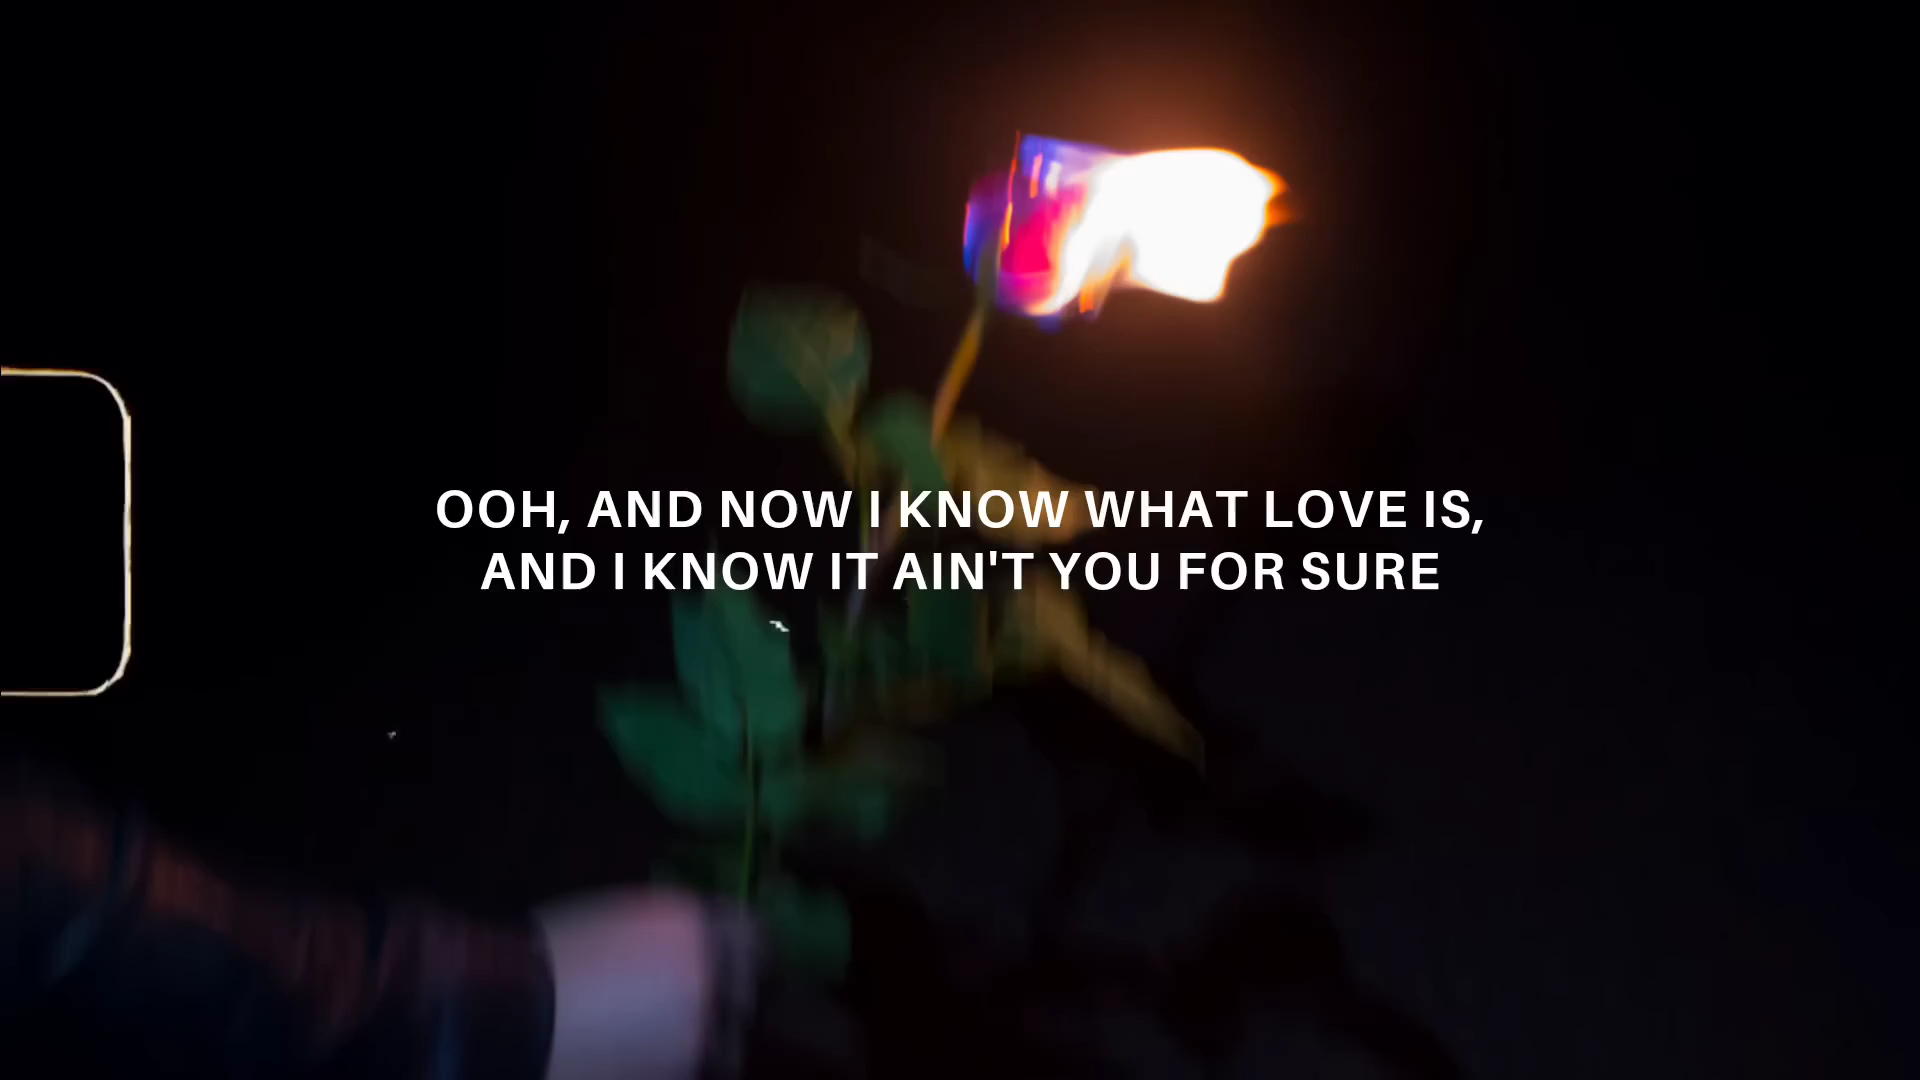 OOH, AND NOW I KNOW WHAT LOVE IS,
AND I KNOW IT AIN'T YOU FOR SURE